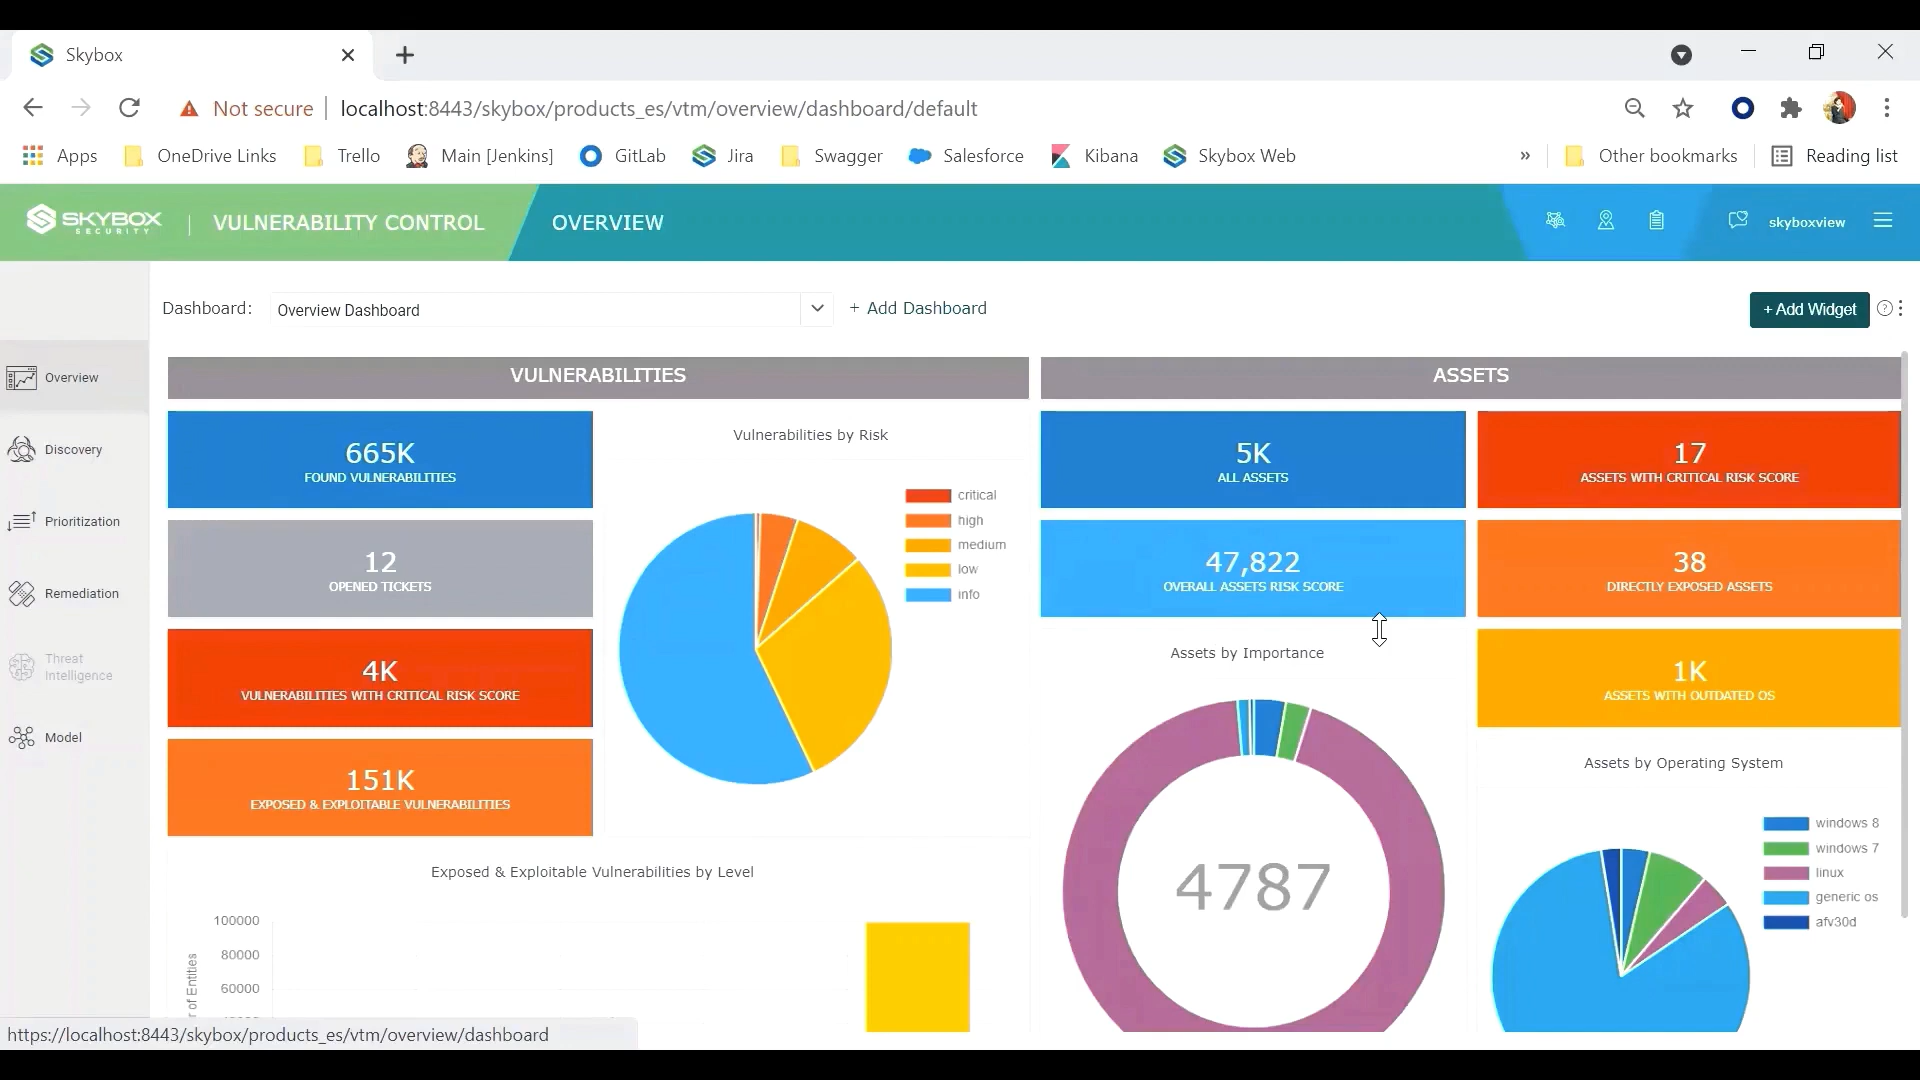 Skybox
Not secure
localhost:8443/skybox/products_es/vtm/overview/dashboard/default
Apps
OneDrive Links
Trello
Main [Jenkins]
GitLab
Jira
Swagger
Salesforce
Kibana
Skybox Web
»
Other bookmarks
Reading list
SKYBOX
SECURITY
VULNERABILITY CONTROL
OVERVIEW
skyboxview
Dashboard:
Overview Dashboard
+ Add Dashboard
+ Add Widget
Overview
Discovery
Prioritization
Remediation
Threat
Intelligence
Model
VULNERABILITIES
665K
FOUND VULNERABILITIES
12
OPENED TICKETS
4K
VULNERABILITIES WITH CRITICAL RISK SCORE
151K
EXPOSED & EXPLOITABLE VULNERABILITIES
Vulnerabilities by Risk
critical
high
medium
low
info
Exposed & Exploitable Vulnerabilities by Level
100000
80000
60000
of Entities
ASSETS
5K
ALL ASSETS
47,822
OVERALL ASSETS RISK SCORE
Assets by Importance
4787
17
ASSETS WITH CRITICAL RISK SCORE
38
DIRECTLY EXPOSED ASSETS
1K
ASSETS WITH OUTDATED OS
Assets by Operating System
windows 8
windows 7
linux
generic os
afv30d
https://localhost:8443/skybox/products_es/vtm/overview/dashboard